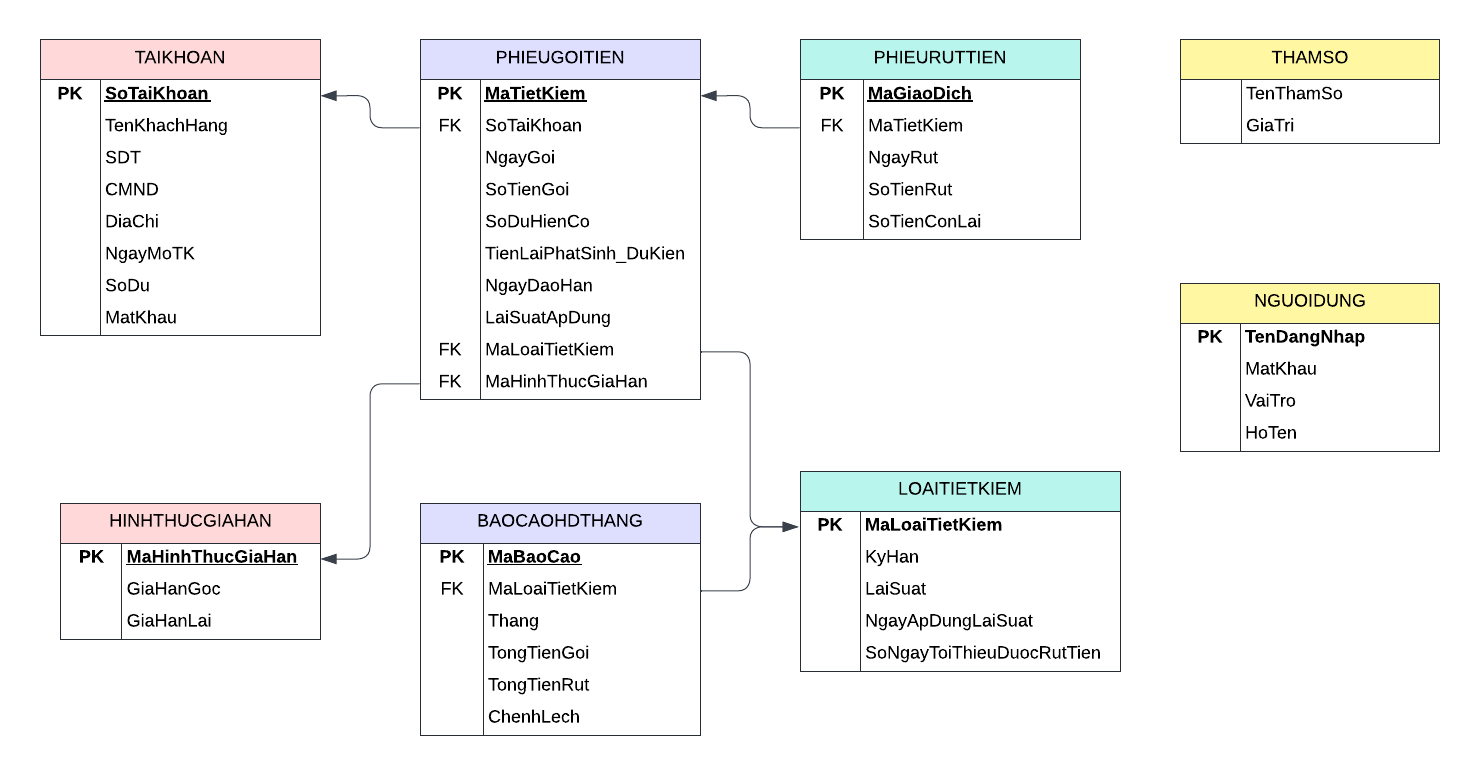 TAIKHOAN
PK SoTaiKhoan
TenKhachHang
SDT
CMND
DiaChi
NgayMoTK
SoDu
MatKhau
PHIEUGOITIEN
PK MaTietKiem
FK SoTaiKhoan
NgayGoi
SoTienGoi
SoDuHienCo
TienLaiPhatSinh_DuKien
NgayDaoHan
LaiSuatApDung
FK MaLoaiTietKiem
FK MaHinhThucGiaHan
PHIEURUTTIEN
PK MaGiaoDich
FK MaTietKiem
NgayRut
SoTienRut
SoTienConLai
THAMSO
TenThamSo
GiaTri
NGUOIDUNG
PK TenDangNhap
MatKhau
VaiTro
HoTen
HINHTHUCGIAHAN
PK MaHinhThucGiaHan
GiaHanGoc
GiaHanLai
BAOCAOHDTHANG
PK MaBaoCao
FK MaLoaiTietKiem
Thang
TongTienGoi
TongTienRut
ChenhLech
LOAITIETKIEM
PK MaLoaiTietKiem
KyHan
LaiSuat
NgayApDungLaiSuat
SoNgayToiThieuDuocRutTien